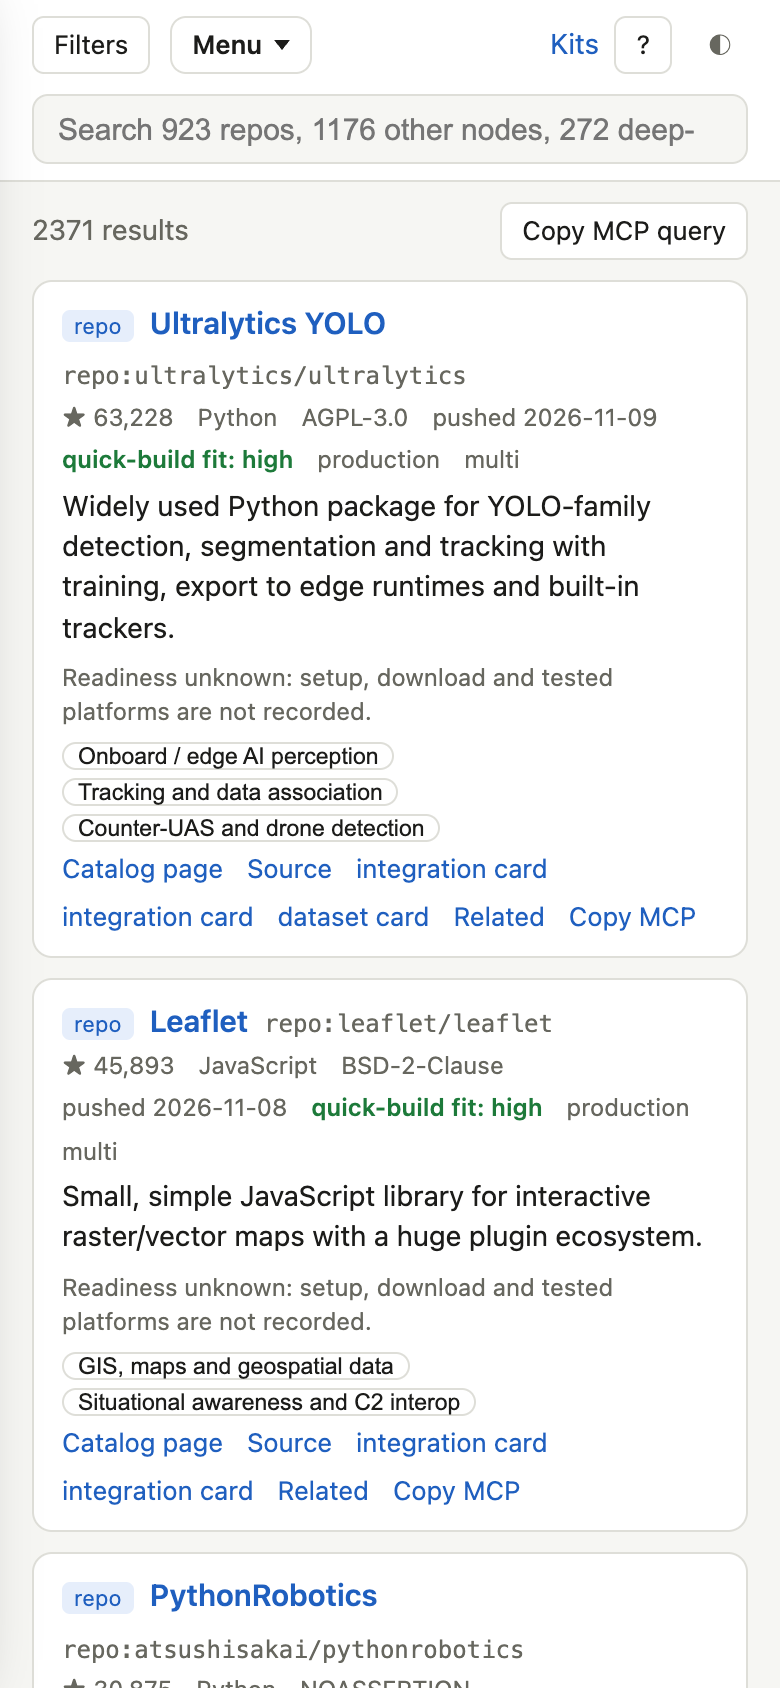 Filters Menu ▼ Kits ?
Search 923 repos, 1176 other nodes, 272 deep-
2371 results Copy MCP query
repo Ultralytics YOLO
repo:ultralytics/ultralytics
★ 63,228 Python AGPL-3.0 pushed 2026-11-09
quick-build fit: high production multi
Widely used Python package for YOLO-family
detection, segmentation and tracking with
training, export to edge runtimes and built-in
trackers.
Readiness unknown: setup, download and tested
platforms are not recorded.
Onboard / edge AI perception
Tracking and data association
Counter-UAS and drone detection
Catalog page Source integration card
integration card dataset card Related Copy MCP
repo Leaflet repo:leaflet/leaflet
★ 45,893 JavaScript BSD-2-Clause
pushed 2026-11-08 quick-build fit: high production
multi
Small, simple JavaScript library for interactive
raster/vector maps with a huge plugin ecosystem.
Readiness unknown: setup, download and tested
platforms are not recorded.
GIS, maps and geospatial data
Situational awareness and C2 interop
Catalog page Source integration card
integration card Related Copy MCP
repo PythonRobotics
repo:atsushisakai/pythonrobotics
★ 30,875 Python NOASSERTION